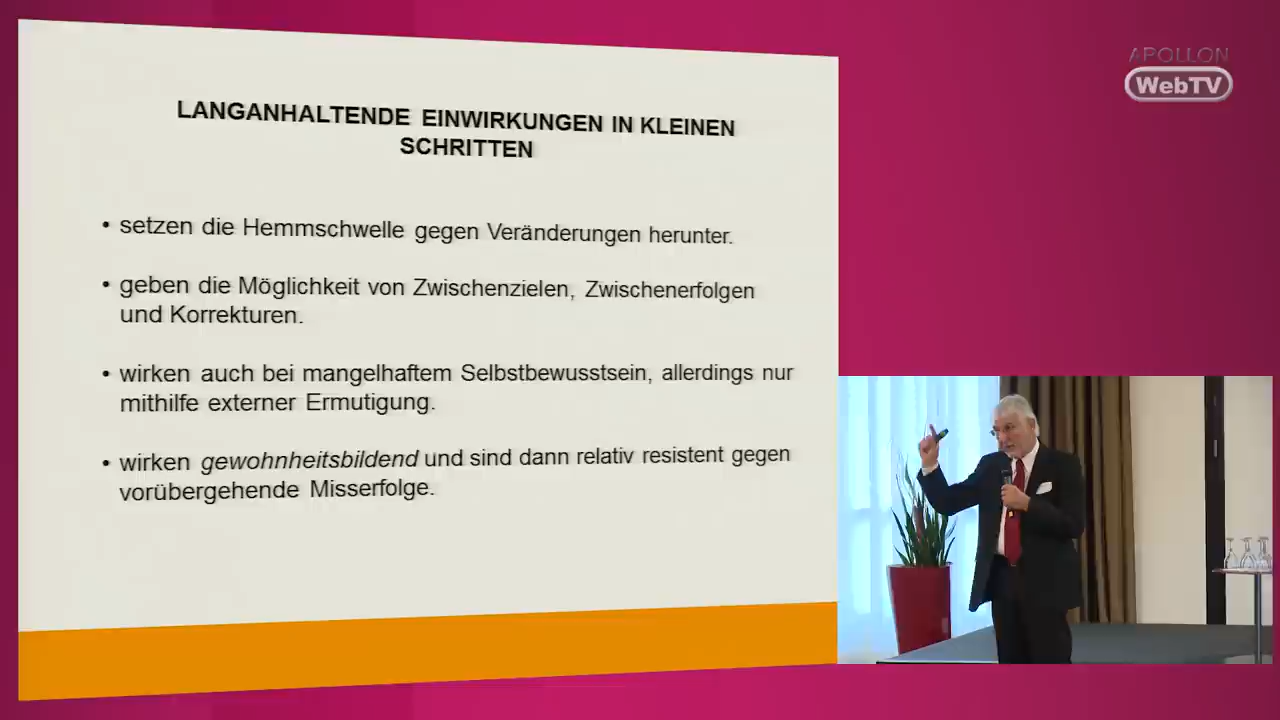 APOLLON
WebTV
LANGANHALTENDE EINWIRKUNGEN IN KLEINEN
SCHRITTEN
• setzen die Hemmschwelle gegen Veränderungen herunter.
• geben die Möglichkeit von Zwischenzielen, Zwischenerfolgen
und Korrekturen.
• wirken auch bei mangelhaftem Selbstbewusstsein, allerdings nur
mithilfe externer Ermutigung.
• wirken gewohnheitsbildend und sind dann relativ resistent gegen
vorübergehende Misserfolge.